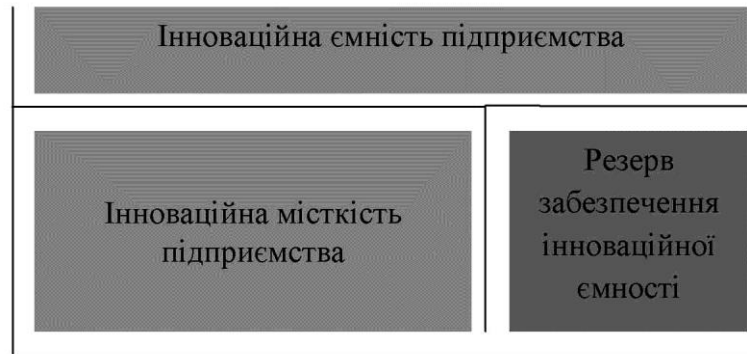 Інноваційна ємність підприємства
Інноваційна місткість
підприємства
Резерв
забезпечення
інноваційної
ємності